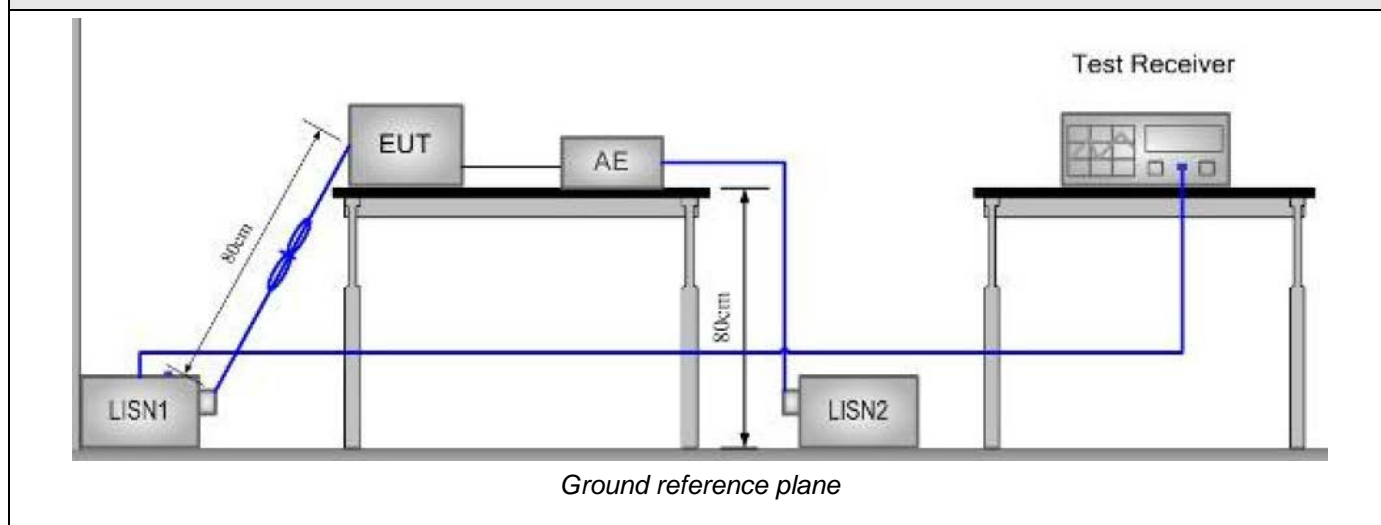 Test Receiver
EUT
AE
80cm
80cm
LISN1
LISN2
Ground reference plane